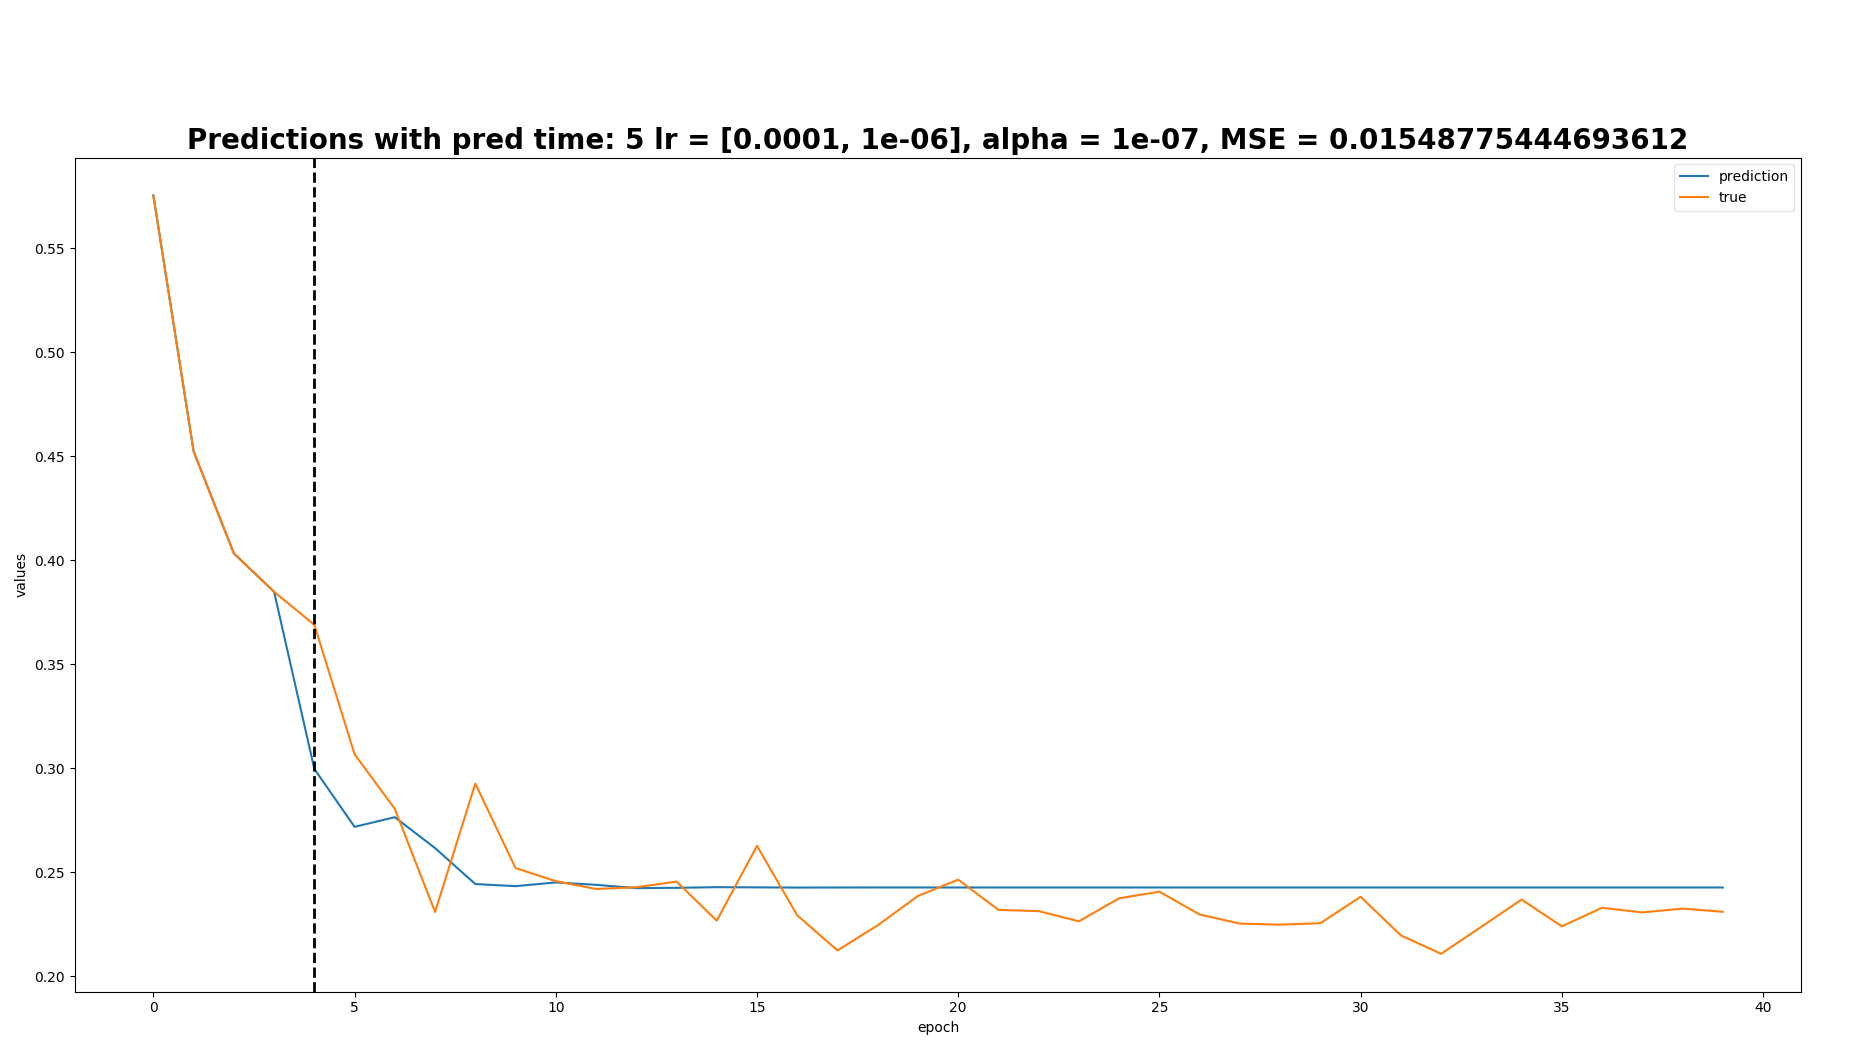 Predictions with pred time: 5 lr = [0.0001, 1e-06], alpha = 1e-07, MSE = 0.01548775444693612
prediction
true
0.55
0.50
0.45
0.40
0.35
0.30
0.25
0.20
values
0 5 10 15 20 25 30 35 40
epoch